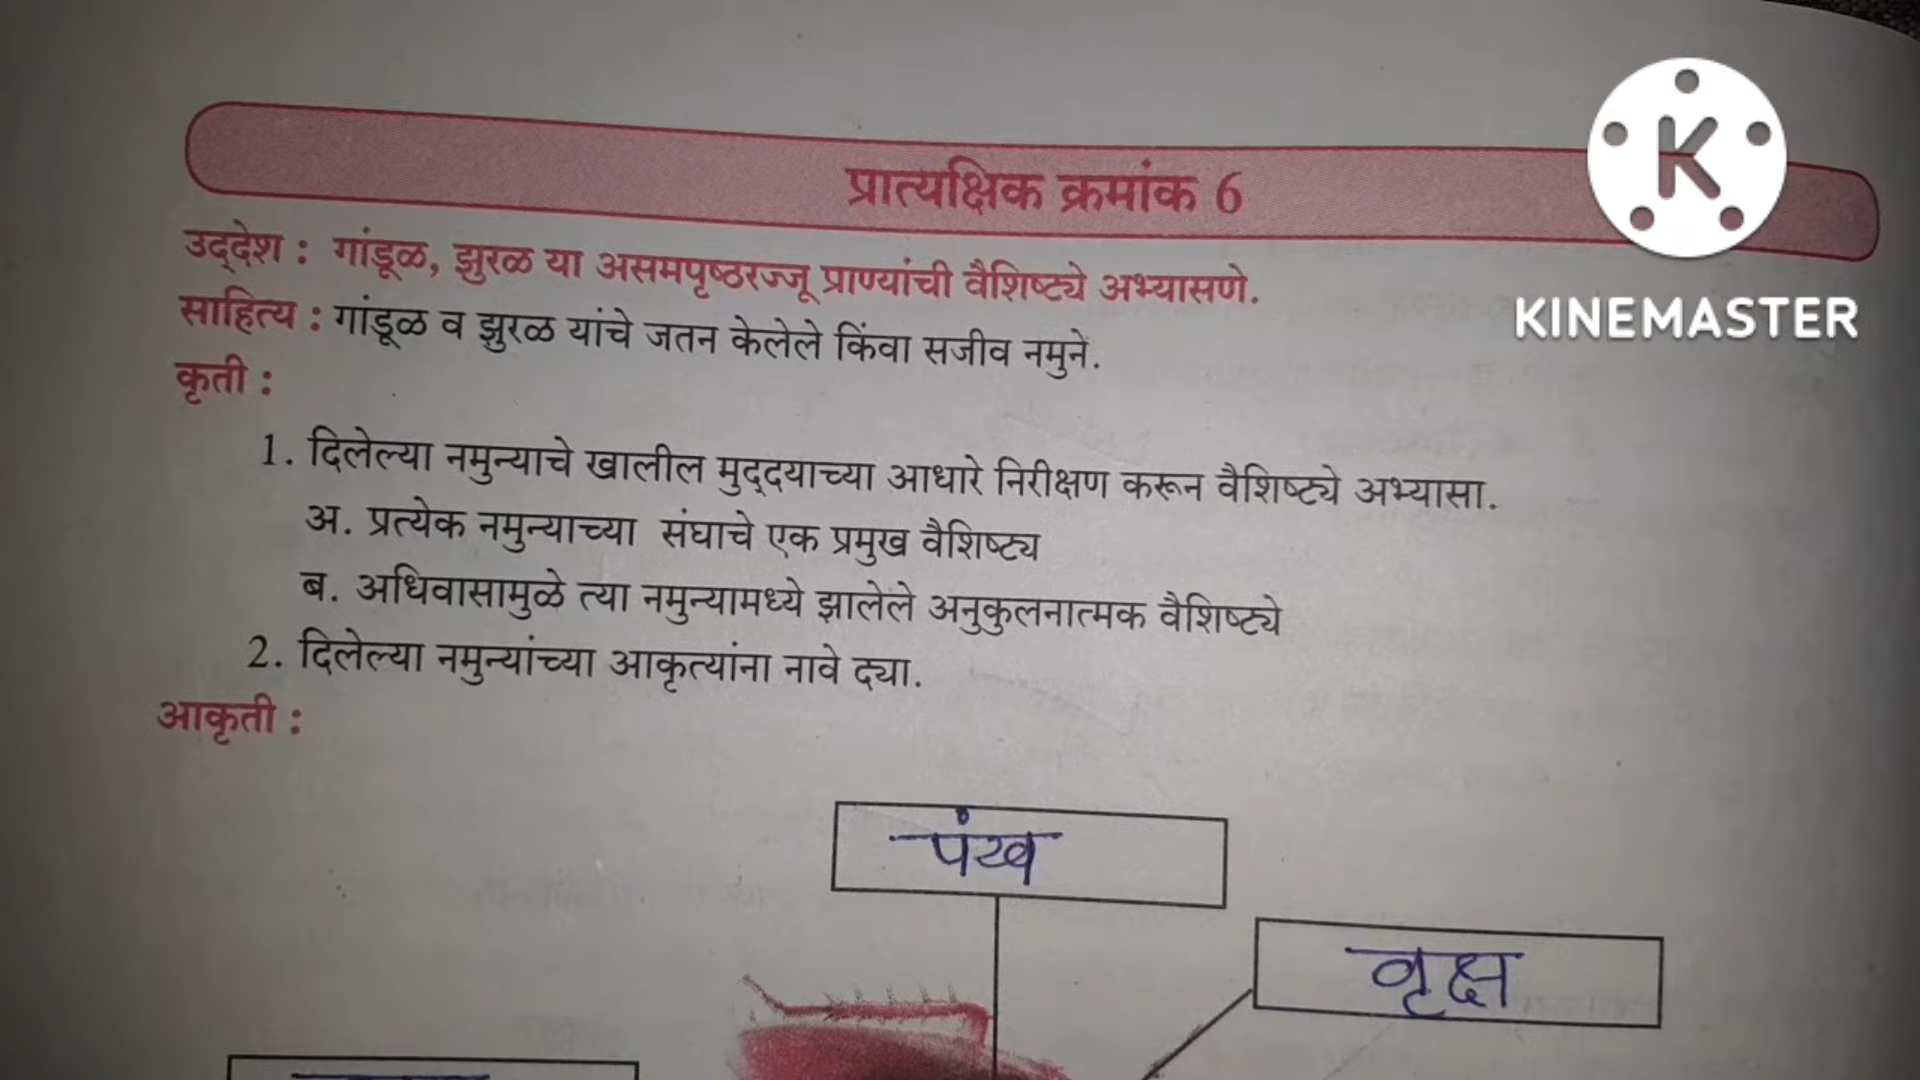 प्रात्यक्षिक क्रमांक 6
उद्‌देश : गांडूळ, झुरळ या असमपृष्ठरज्जू प्राण्यांची वैशिष्ट्ये अभ्यासणे.
साहित्य : गांडूळ व झुरळ यांचे जतन केलेले किंवा सजीव नमुने.
कृती :
1. दिलेल्या नमुन्याचे खालील मुद्‌दयाच्या आधारे निरीक्षण करून वैशिष्ट्ये अभ्यासा.
अ. प्रत्येक नमुन्याच्या संघाचे एक प्रमुख वैशिष्ट्य
ब. अधिवासामुळे त्या नमुन्यामध्ये झालेले अनुकुलनात्मक वैशिष्ट्ये
2. दिलेल्या नमुन्यांच्या आकृत्यांना नावे द्या.
आकृती :
पंख
वृक्ष
K
KINEMASTER